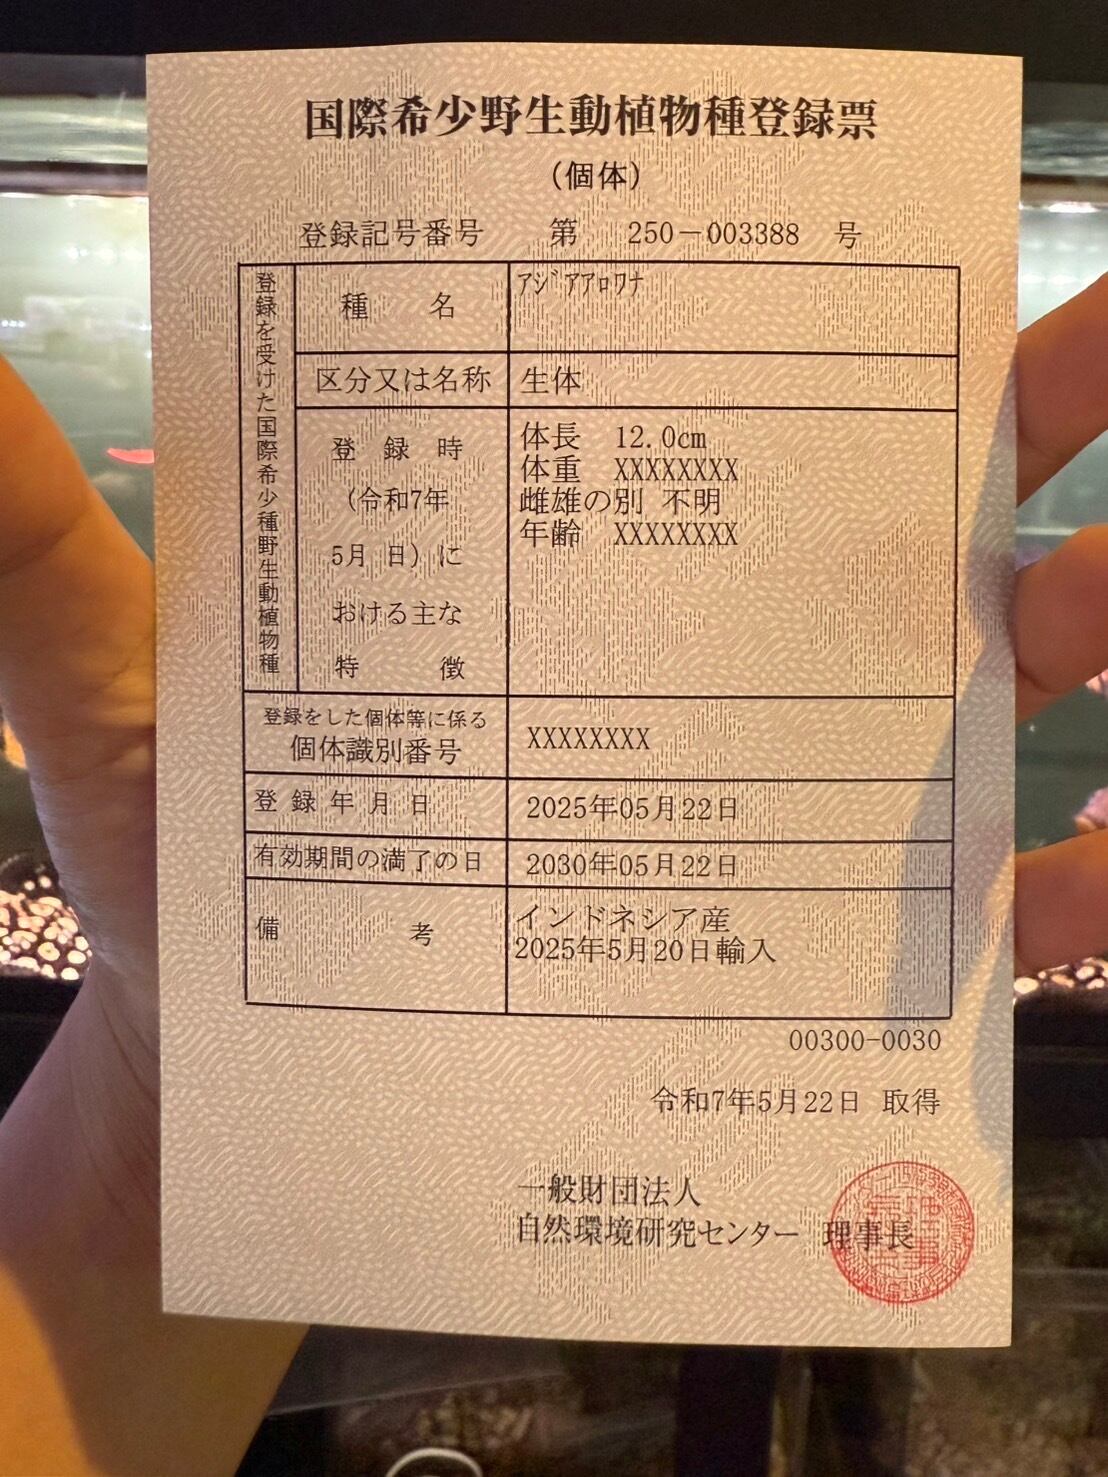 国際希少野生動植物種登録票
（個体）
登録記号番号 第 250－003388 号
登録を受けた国際希少種野生動植物種
種 名 ｱｼﾞｱｱﾛﾜﾅ
区分又は名称 生体
登 録 時
（令和7年
5月 日）に
おける主な
特 徴
体長 12.0cm
体重 XXXXXXXX
雌雄の別 不明
年齢 XXXXXXXX
登録をした個体等に係る
個体識別番号 XXXXXXXX
登録年月日 2025年05月22日
有効期間の満了の日 2030年05月22日
備 考 インドネシア産
2025年5月20日輸入
00300-0030
令和7年5月22日 取得
一般財団法人
自然環境研究センター 理事長